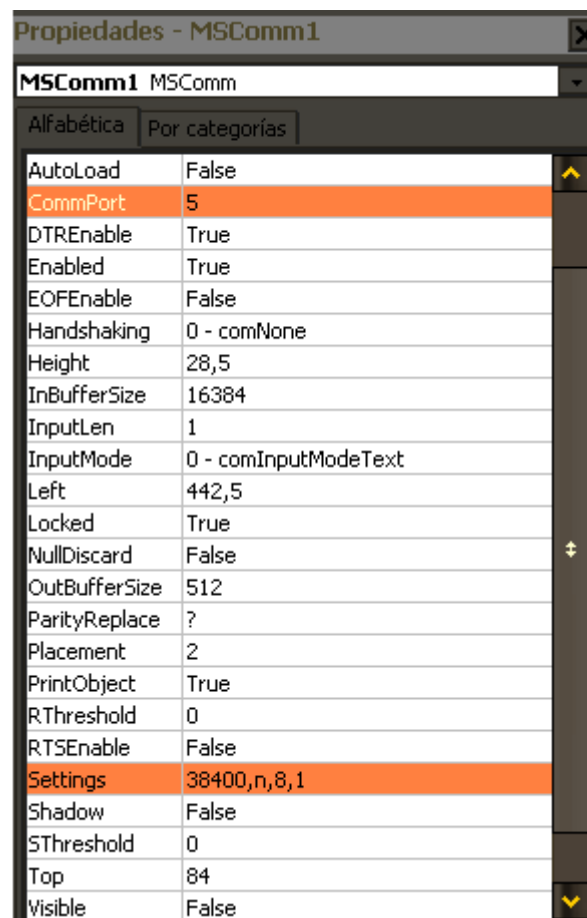 Propiedades - MSComm1
MSComm1 MSComm
Alfabética Por categorías
AutoLoad False
CommPort 5
DTREnable True
Enabled True
EOFEnable False
Handshaking 0 - comNone
Height 28,5
InBufferSize 16384
InputLen 1
InputMode 0 - comInputModeText
Left 442,5
Locked True
NullDiscard False
OutBufferSize 512
ParityReplace ?
Placement 2
PrintObject True
RThreshold 0
RTSEnable False
Settings 38400,n,8,1
Shadow False
SThreshold 0
Top 84
Visible False